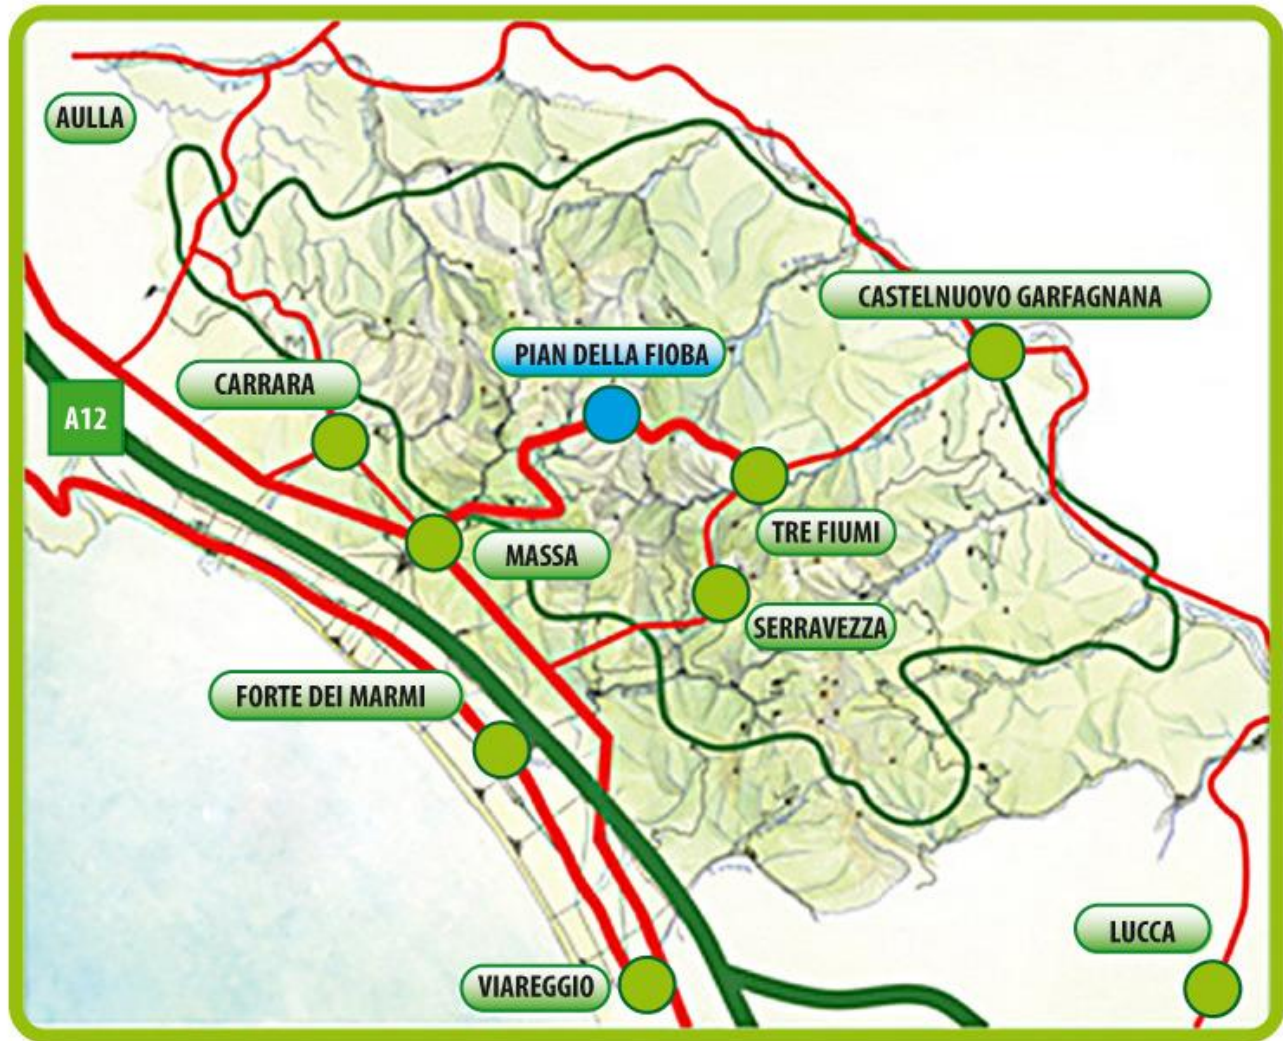 AULLA
CASTELNUOVO GARFAGNANA
PIAN DELLA FIOBA
CARRARA
A12
TRE FIUMI
MASSA
SERRAVEZZA
FORTE DEI MARMI
LUCCA
VIAREGGIO